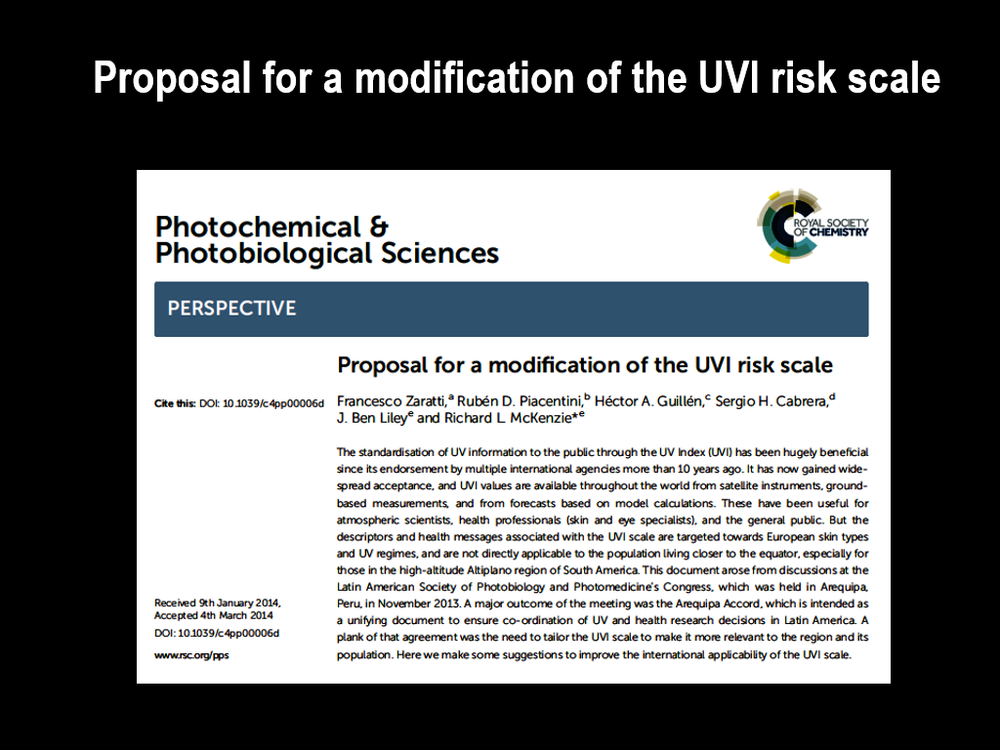 Proposal for a modification of the UVI risk scale
Photochemical &
Photobiological Sciences
ROYAL SOCIETY
OF CHEMISTRY
PERSPECTIVE
Proposal for a modification of the UVI risk scale
Cite this: DOI: 10.1039/c4pp00006d
Francesco Zaratti,a Rubén D. Piacentini,b Héctor A. Guillén,c Sergio H. Cabrera,d
J. Ben Lileye and Richard L. McKenzie*e
The standardisation of UV information to the public through the UV Index (UVI) has been hugely beneficial
since its endorsement by multiple international agencies more than 10 years ago. It has now gained wide-
spread acceptance, and UVI values are available throughout the world from satellite instruments, ground-
based measurements, and from forecasts based on model calculations. These have been useful for
atmospheric scientists, health professionals (skin and eye specialists), and the general public. But the
descriptors and health messages associated with the UVI scale are targeted towards European skin types
and UV regimes, and are not directly applicable to the population living closer to the equator, especially for
those in the high-altitude Altiplano region of South America. This document arose from discussions at the
Latin American Society of Photobiology and Photomedicine's Congress, which was held in Arequipa,
Peru, in November 2013. A major outcome of the meeting was the Arequipa Accord, which is intended as
a unifying document to ensure co-ordination of UV and health research decisions in Latin America. A
plank of that agreement was the need to tailor the UVI scale to make it more relevant to the region and its
population. Here we make some suggestions to improve the international applicability of the UVI scale.
Received 9th January 2014,
Accepted 4th March 2014
DOI: 10.1039/c4pp00006d
www.rsc.org/pps